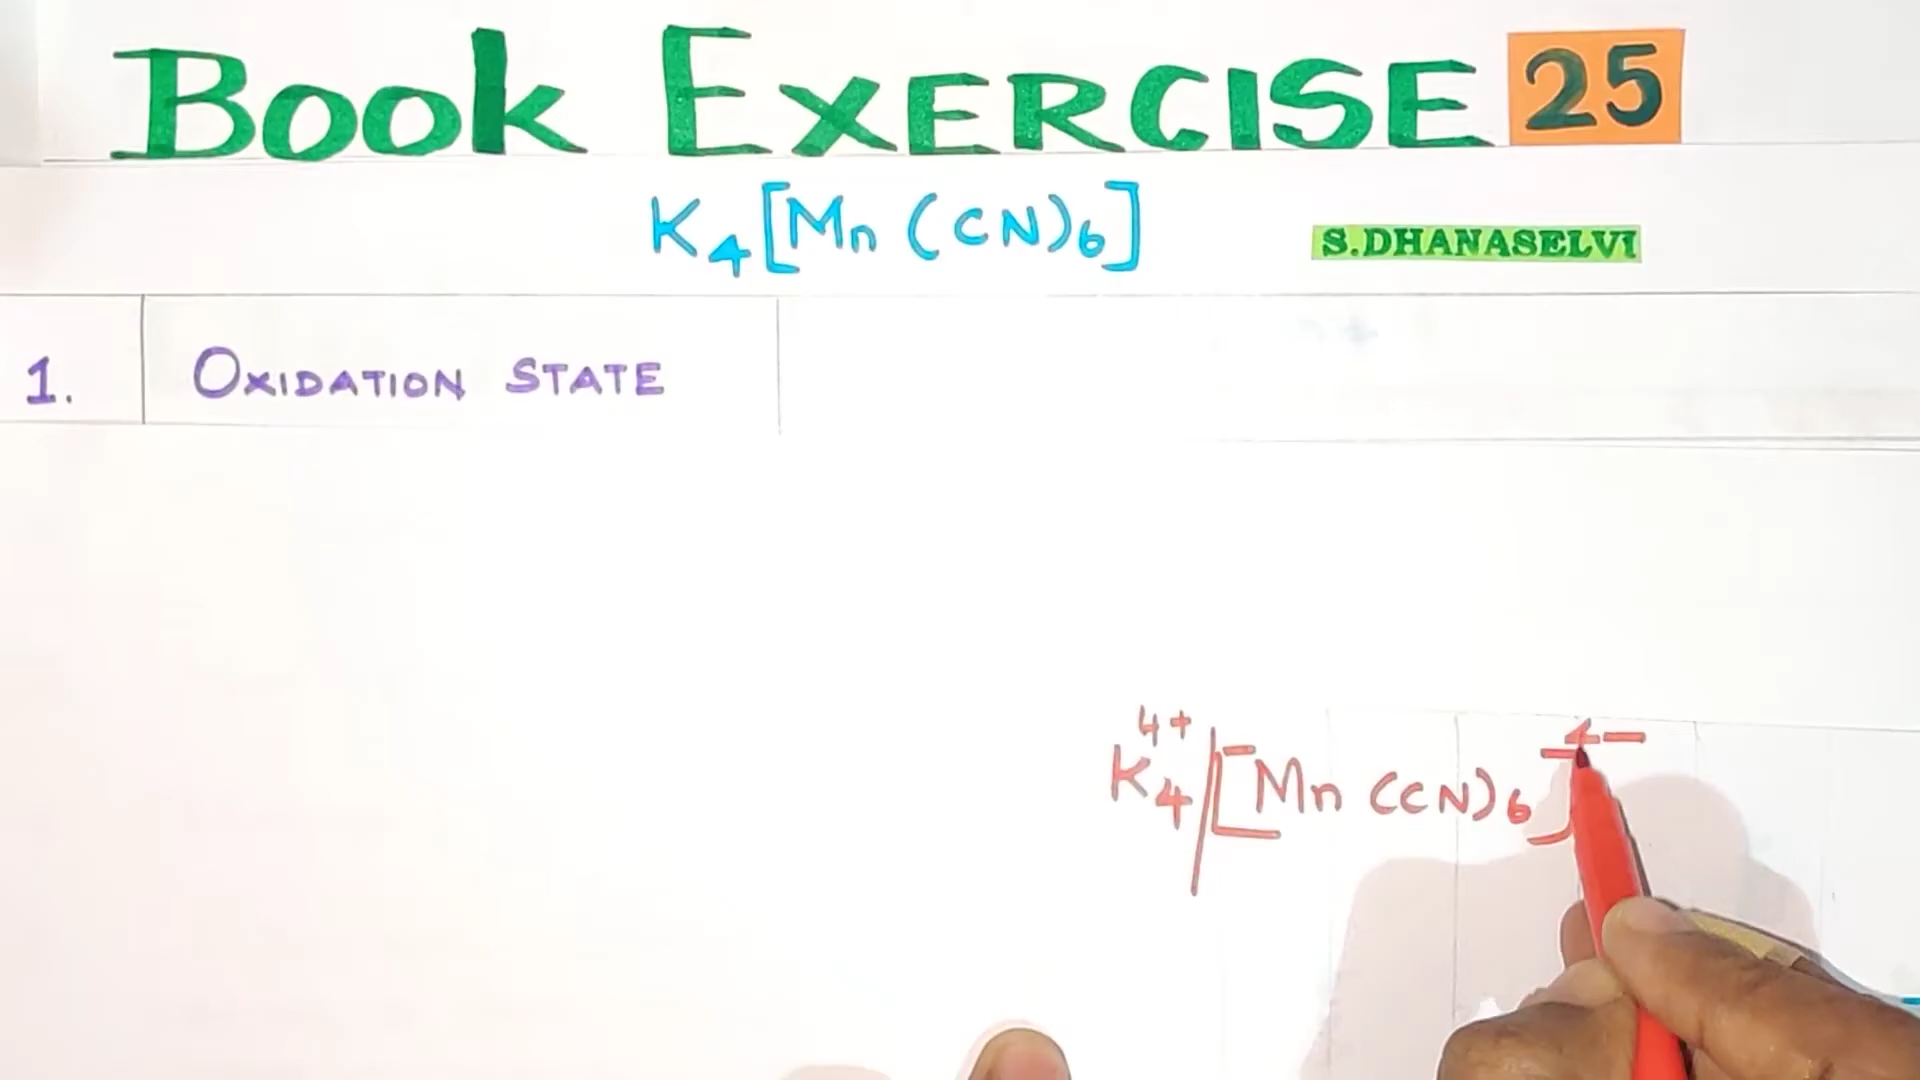 BOOK EXERCISE 25
K₄[Mn(CN)₆]
S.DHANASELVI
1. OXIDATION STATE
4+ 4−
K₄/[Mn(CN)₆]